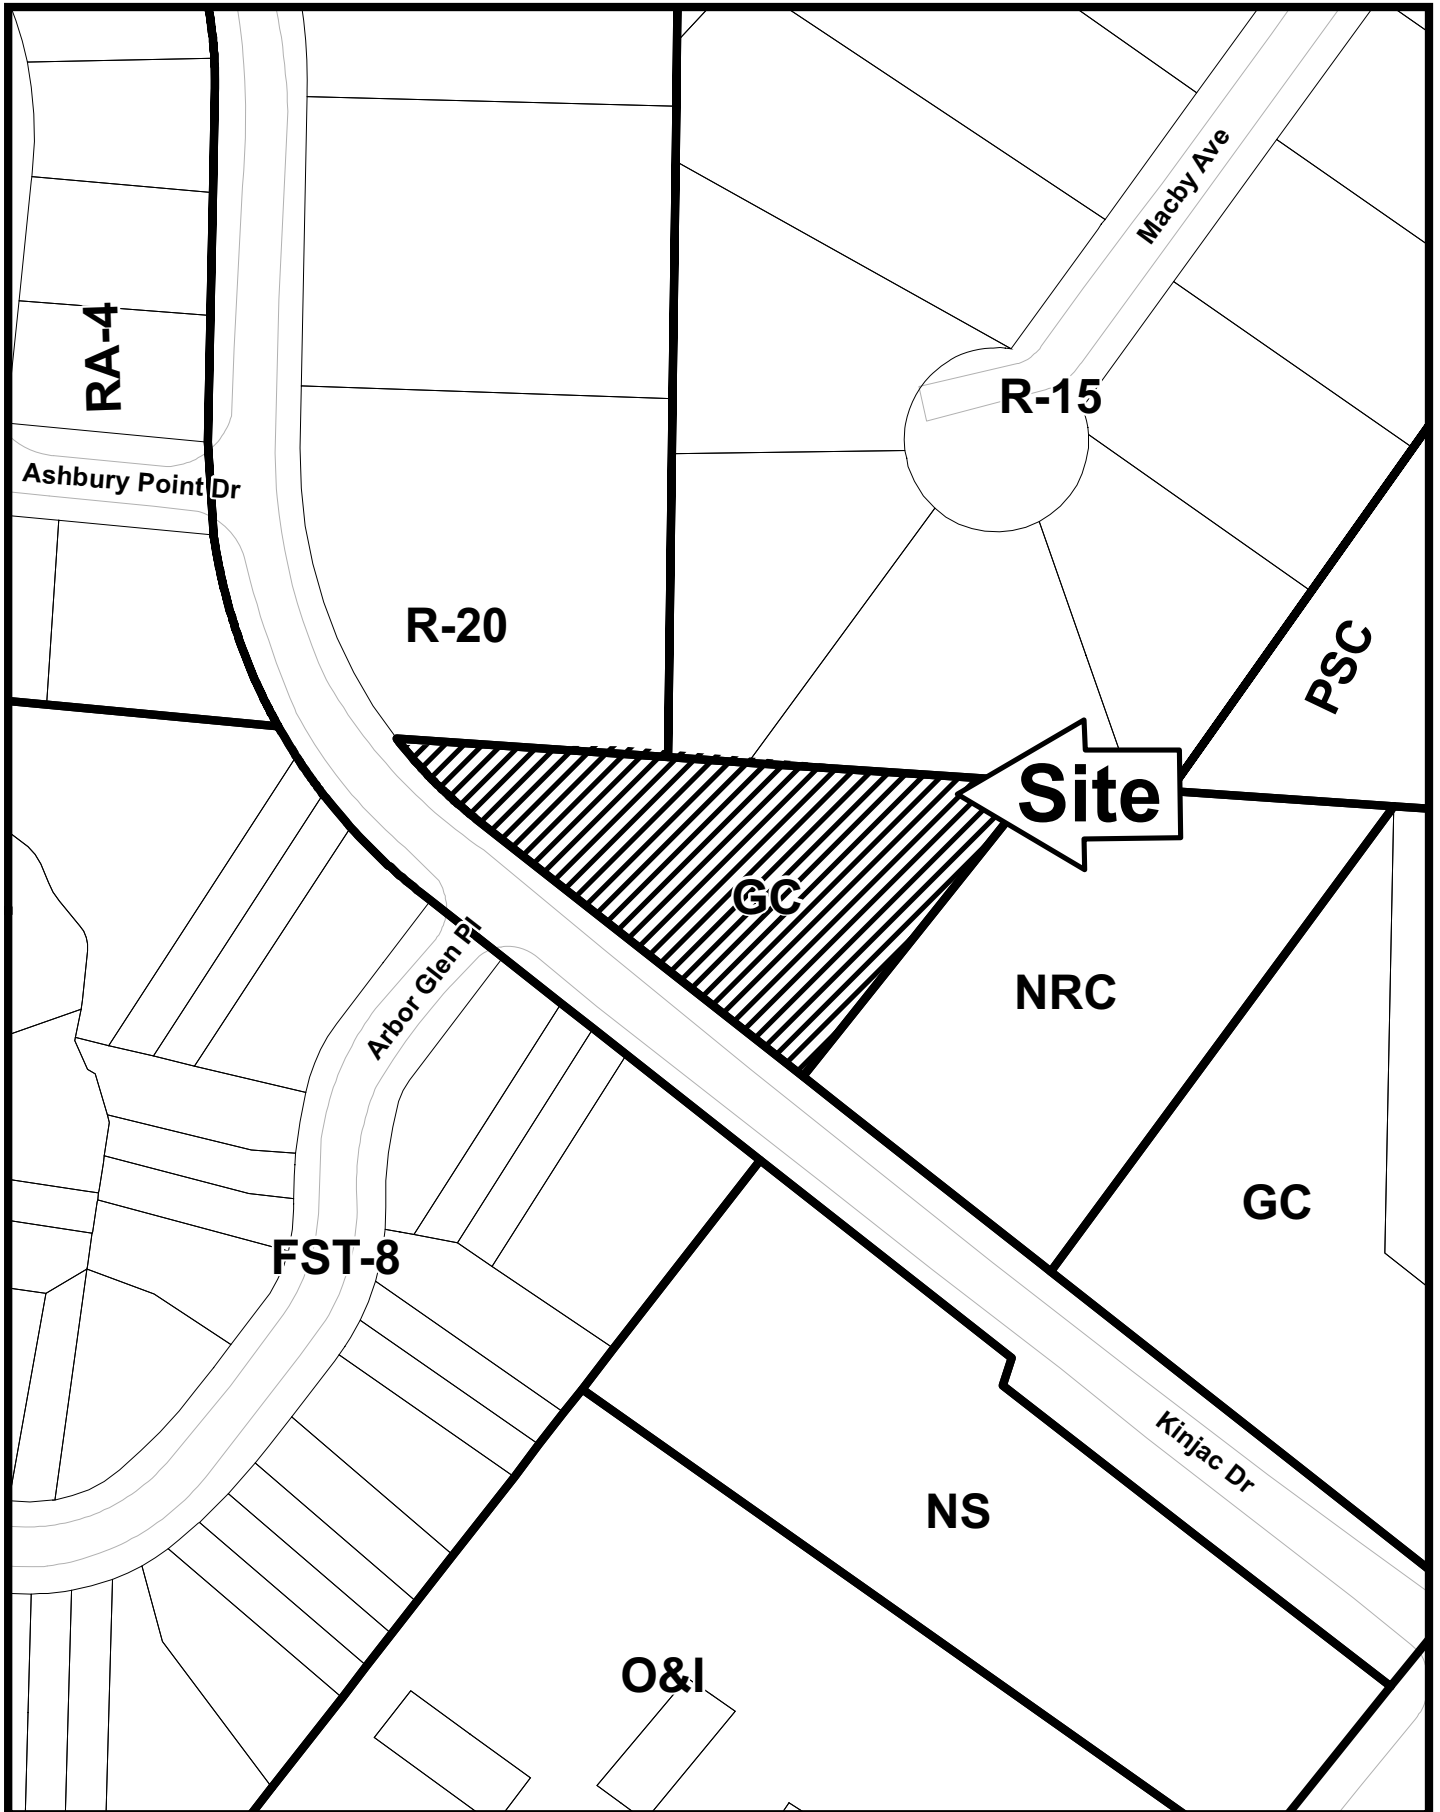 Macby Ave
RA-4
R-15
Ashbury Point Dr
R-20
PSC
Site
GC
Arbor Glen Pl
NRC
GC
FST-8
Kinjac Dr
NS
O&I